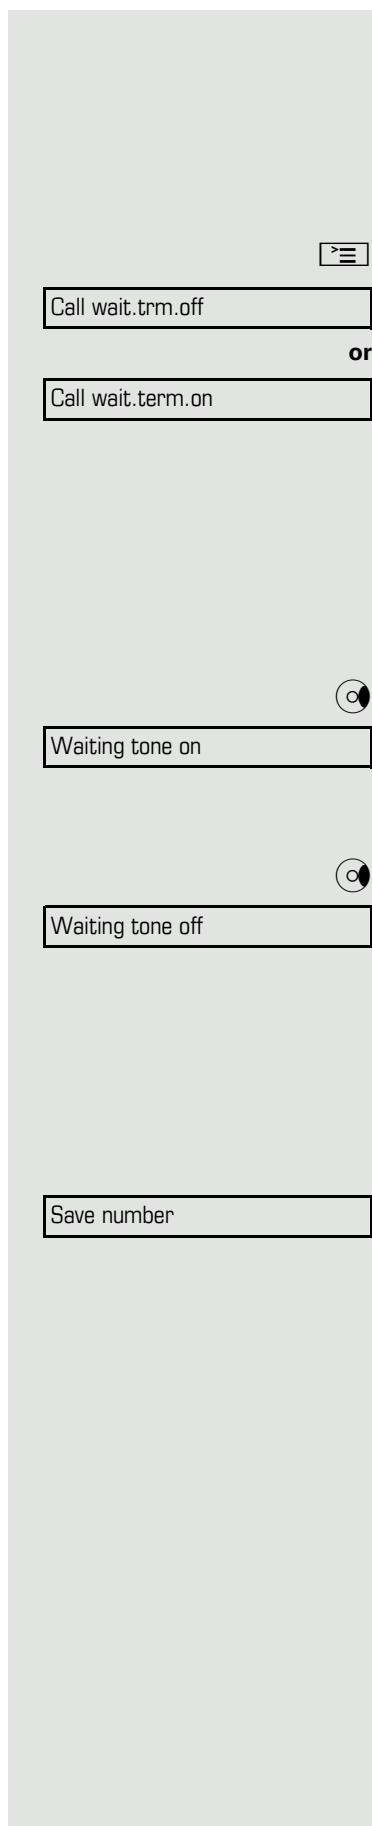 Call wait.trm.off
or
Call wait.term.on
Waiting tone on
Waiting tone off
Save number